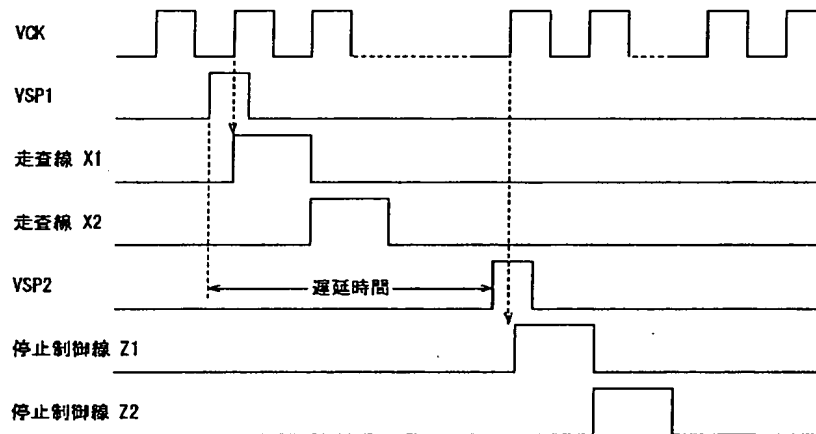 VCK
VSP1
走査線 X1
走査線 X2
VSP2
遅延時間
停止制御線 Z1
停止制御線 Z2